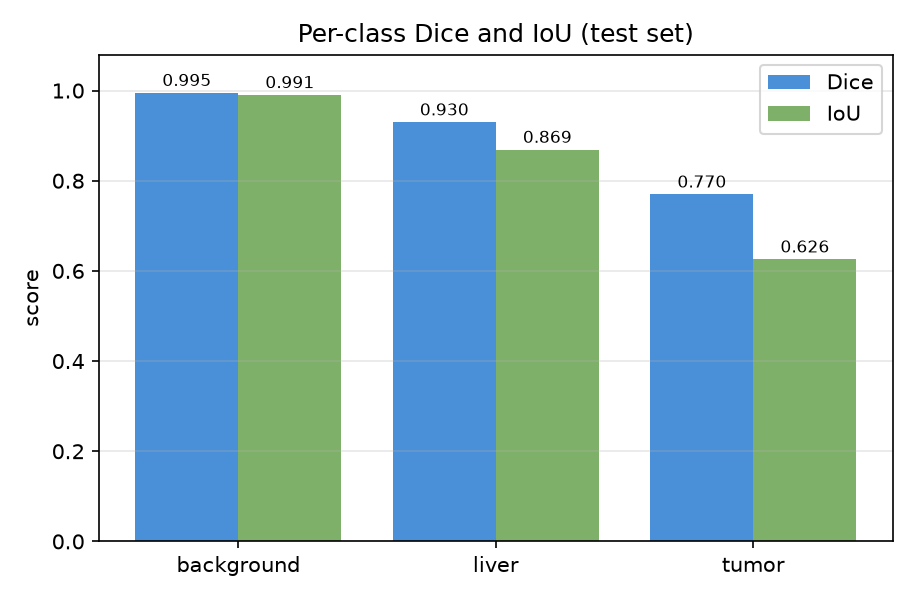 Per-class Dice and IoU (test set)
Dice
IoU
score
1.0
0.8
0.6
0.4
0.2
0.0
0.995
0.991
0.930
0.869
0.770
0.626
background
liver
tumor